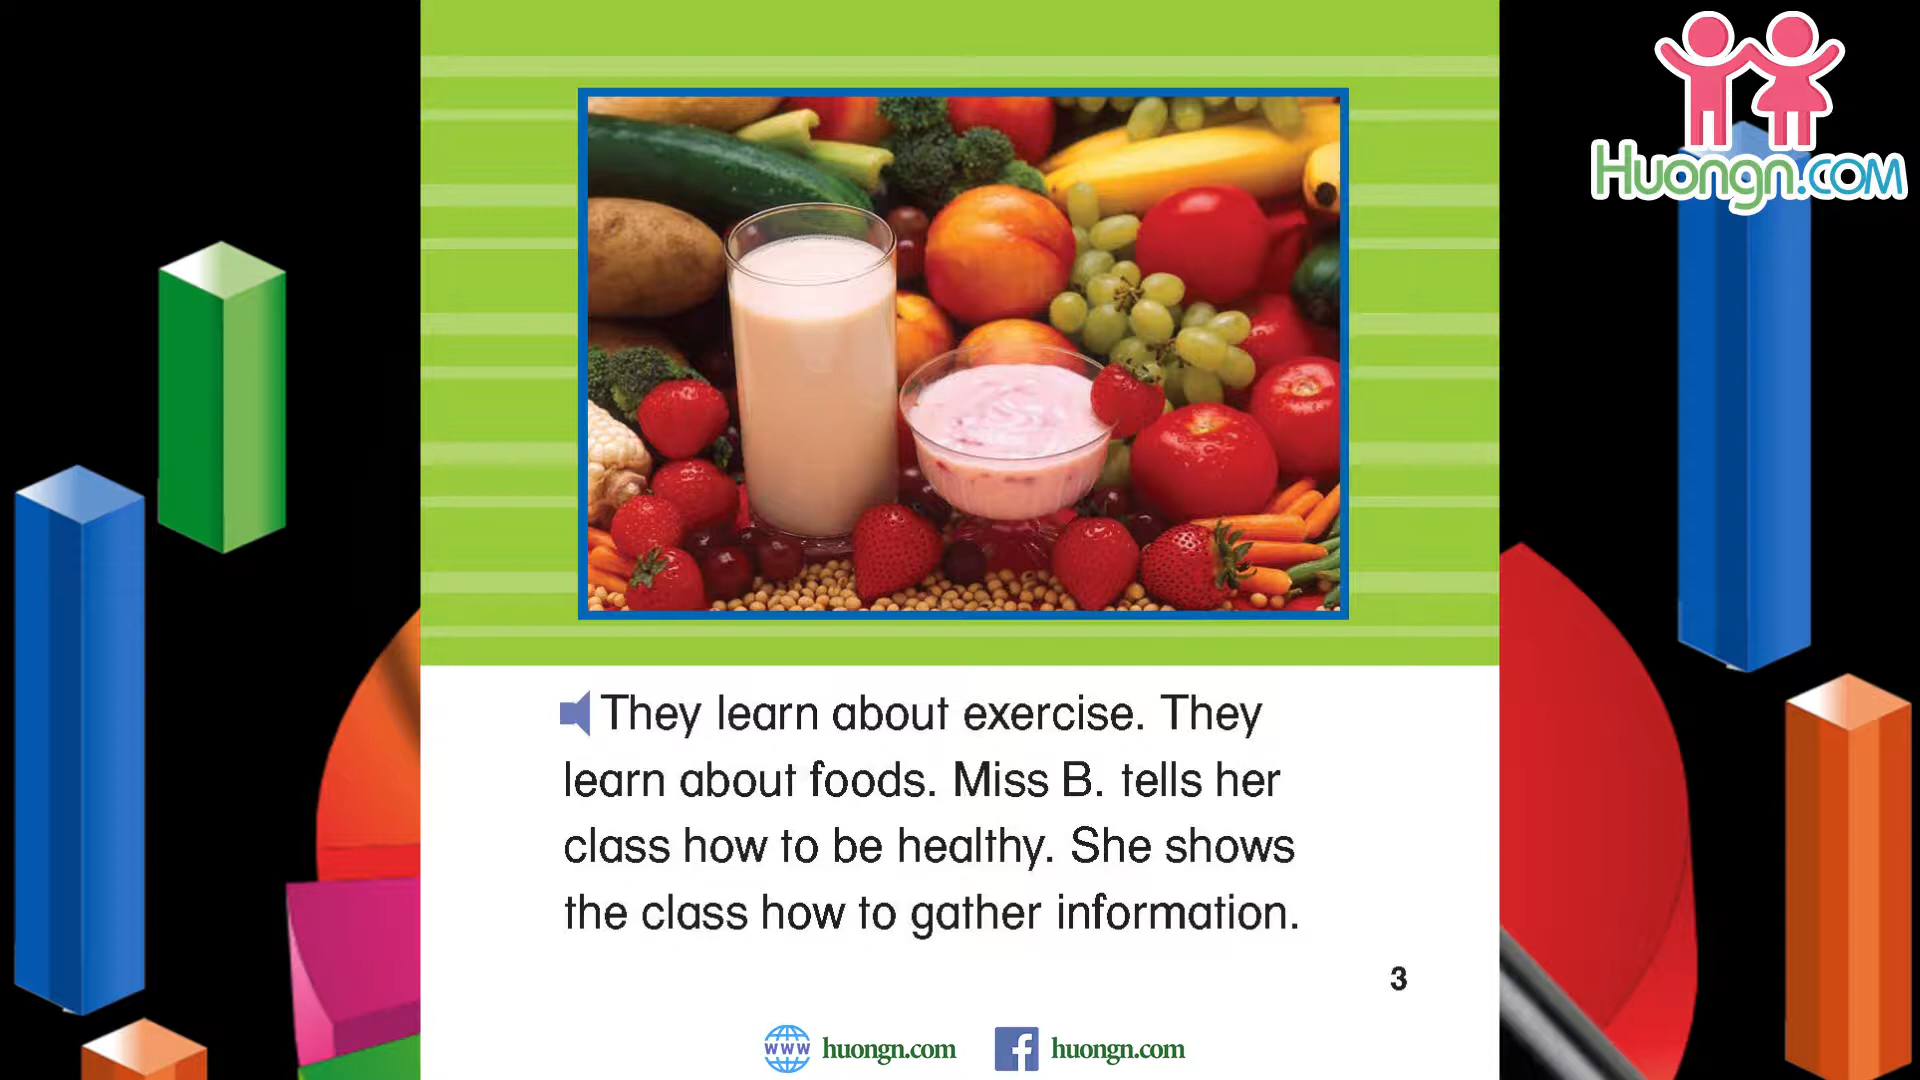 Huongn.com
They learn about exercise. They
learn about foods. Miss B. tells her
class how to be healthy. She shows
the class how to gather information.
3
www huongn.com f huongn.com